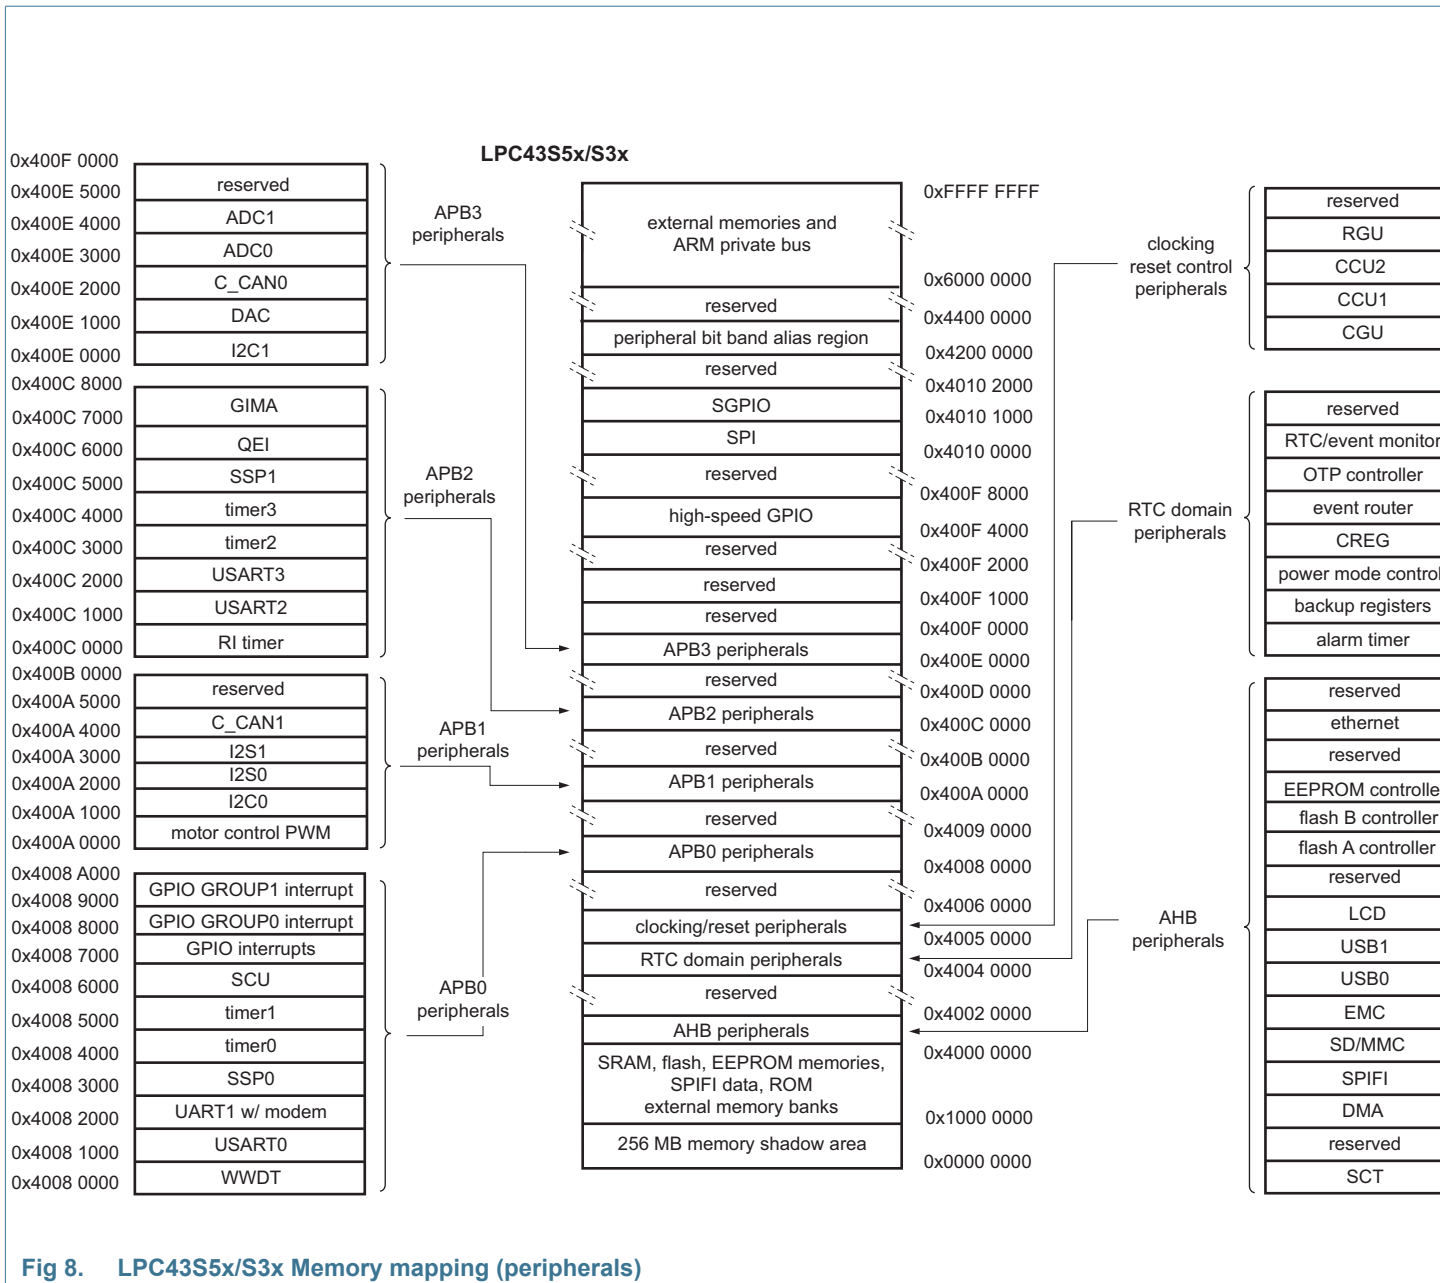 LPC43S5x/S3x
0x400F 0000
reserved
0x400E 5000
ADC1
0x400E 4000
ADC0
0x400E 3000
C_CAN0
0x400E 2000
DAC
0x400E 1000
I2C1
0x400E 0000
APB3
peripherals
0x400C 8000
GIMA
0x400C 7000
QEI
0x400C 6000
SSP1
0x400C 5000
timer3
0x400C 4000
timer2
0x400C 3000
USART3
0x400C 2000
USART2
0x400C 1000
RI timer
0x400C 0000
APB2
peripherals
0x400B 0000
reserved
0x400A 5000
C_CAN1
0x400A 4000
I2S1
0x400A 3000
I2S0
0x400A 2000
I2C0
0x400A 1000
motor control PWM
0x400A 0000
APB1
peripherals
0x4008 A000
GPIO GROUP1 interrupt
0x4008 9000
GPIO GROUP0 interrupt
0x4008 8000
GPIO interrupts
0x4008 7000
SCU
0x4008 6000
timer1
0x4008 5000
timer0
0x4008 4000
SSP0
0x4008 3000
UART1 w/ modem
0x4008 2000
USART0
0x4008 1000
WWDT
0x4008 0000
APB0
peripherals
0xFFFF FFFF
external memories and
ARM private bus
0x6000 0000
reserved
0x4400 0000
peripheral bit band alias region
0x4200 0000
reserved
0x4010 2000
SGPIO
0x4010 1000
SPI
0x4010 0000
reserved
0x400F 8000
high-speed GPIO
0x400F 4000
reserved
0x400F 2000
reserved
0x400F 1000
reserved
0x400F 0000
APB3 peripherals
0x400E 0000
reserved
0x400D 0000
APB2 peripherals
0x400C 0000
reserved
0x400B 0000
APB1 peripherals
0x400A 0000
reserved
0x4009 0000
APB0 peripherals
0x4008 0000
reserved
0x4006 0000
clocking/reset peripherals
0x4005 0000
RTC domain peripherals
0x4004 0000
reserved
0x4002 0000
AHB peripherals
0x4000 0000
SRAM, flash, EEPROM memories,
SPIFI data, ROM
external memory banks
0x1000 0000
256 MB memory shadow area
0x0000 0000
clocking
reset control
peripherals
reserved
RGU
CCU2
CCU1
CGU
RTC domain
peripherals
reserved
RTC/event monitor
OTP controller
event router
CREG
power mode control
backup registers
alarm timer
AHB
peripherals
reserved
ethernet
reserved
EEPROM controlle
flash B controller
flash A controller
reserved
LCD
USB1
USB0
EMC
SD/MMC
SPIFI
DMA
reserved
SCT
Fig 8. LPC43S5x/S3x Memory mapping (peripherals)